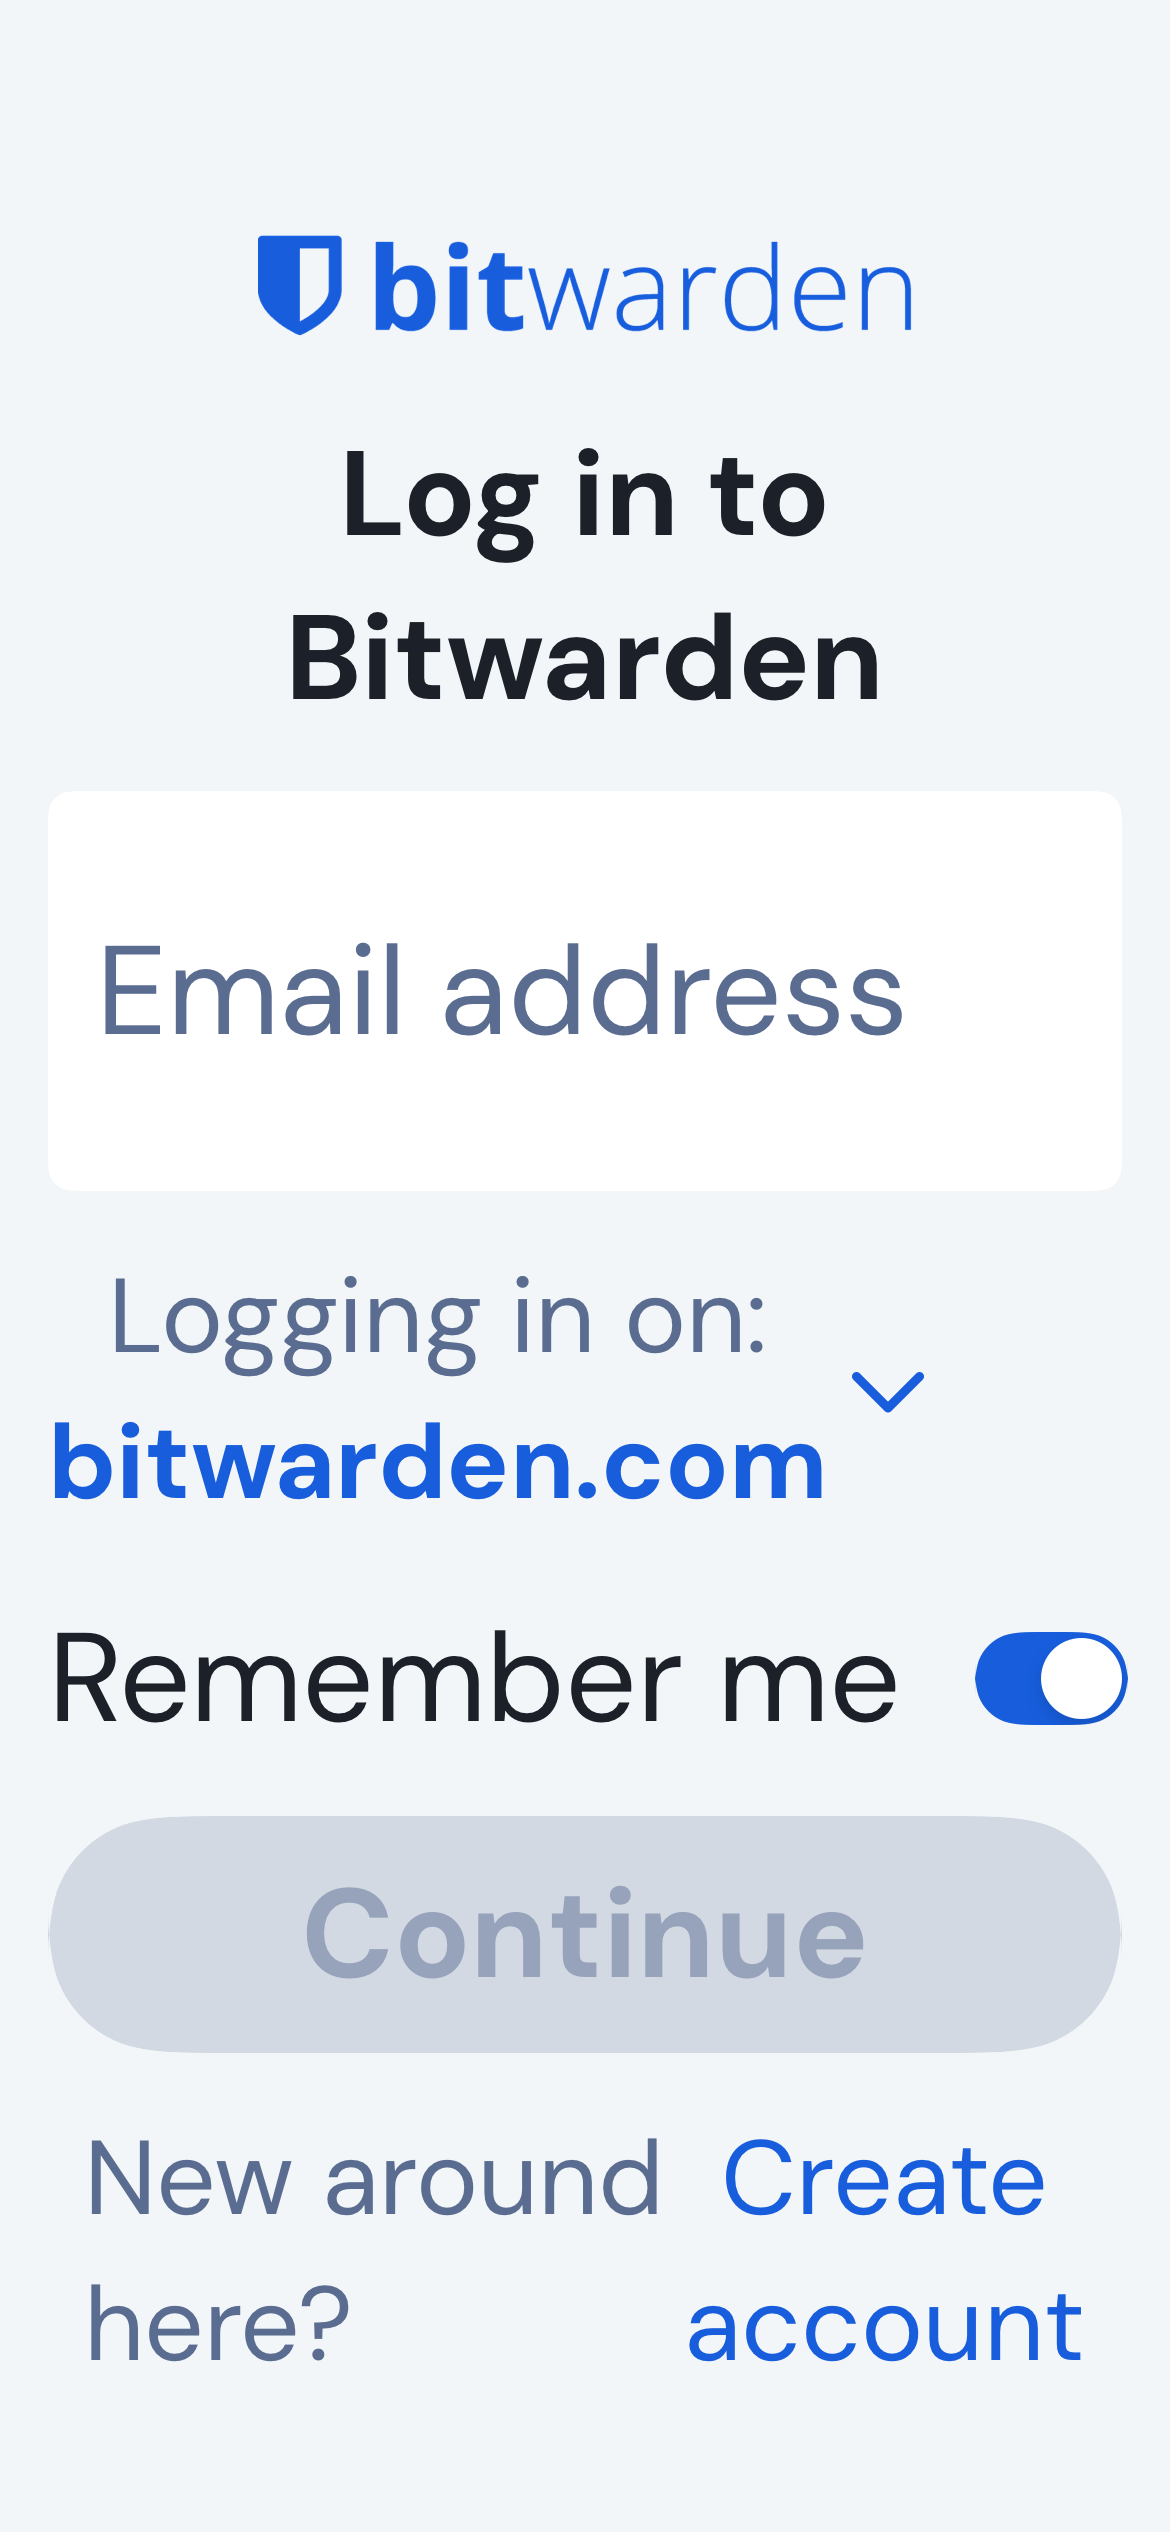 bitwarden
Log in to
Bitwarden
Email address
Logging in on:
bitwarden.com
Remember me
Continue
New around
here?
Create
account